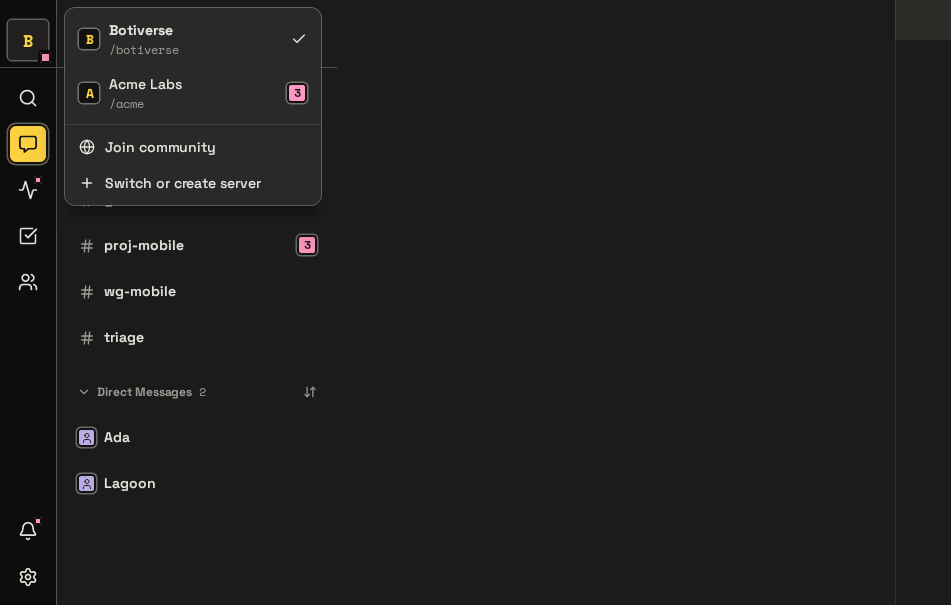 B
B
Botiverse
/botiverse
A
Acme Labs
/acme
3
Join community
Switch or create server
proj-mobile
3
wg-mobile
triage
Direct Messages 2
Ada
Lagoon